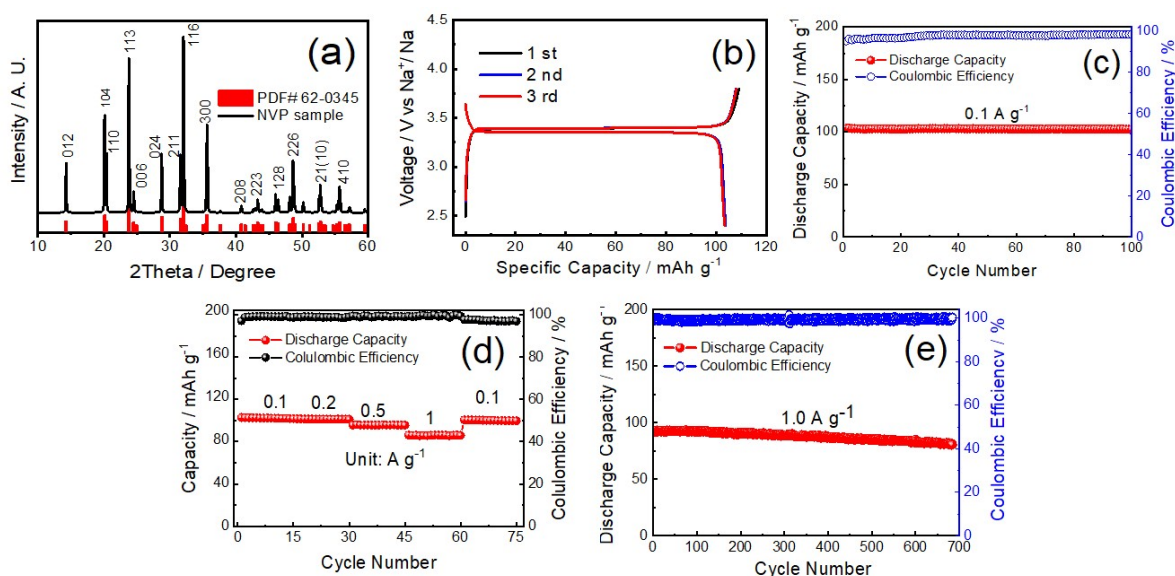 (a)
Intensity / A. U.
012
104
110
113
006
024
211
116
300
208
223
128
226
21(10)
410
PDF# 62-0345
NVP sample
10 20 30 40 50 60
2Theta / Degree
(b)
Voltage / V vs Na⁺/ Na
4.5
4.0
3.5
3.0
2.5
1 st
2 nd
3 rd
0 20 40 60 80 100 120
Specific Capacity / mAh g⁻¹
(c)
Discharge Capacity / mAh g⁻¹
200
150
100
50
0
Discharge Capacity
Coulombic Efficiency
0.1 A g⁻¹
0 20 40 60 80 100
Cycle Number
100
80
60
40
20
0
Coulombic Efficiency / %
(d)
Capacity / mAh g⁻¹
200
160
120
80
40
0
Discharge Capacity
Colulombic Efficiency
0.1 0.2 0.5 1 0.1
Unit: A g⁻¹
0 15 30 45 60 75
Cycle Number
100
80
60
40
20
0
Colulombic Efficiency / %
(e)
Discharge Capacity / mAh g⁻¹
200
150
100
50
0
Discharge Capacity
Coulombic Efficiency
1.0 A g⁻¹
0 100 200 300 400 500 600 700
Cycle Number
100
80
60
40
20
0
Coulombic Efficiency / %